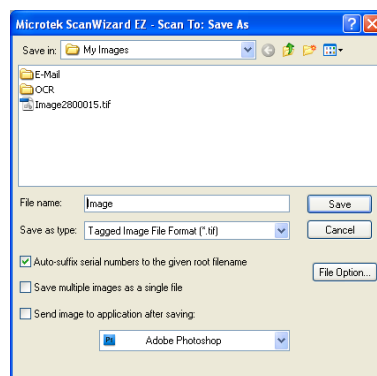 Microtek ScanWizard EZ - Scan To: Save As
Save in: My Images
E-Mail
OCR
Image2800015.tif
File name: Image Save
Save as type: Tagged Image File Format (*.tif) Cancel
Auto-suffix serial numbers to the given root filename
File Option...
Save multiple images as a single file
Send image to application after saving:
Ps Adobe Photoshop